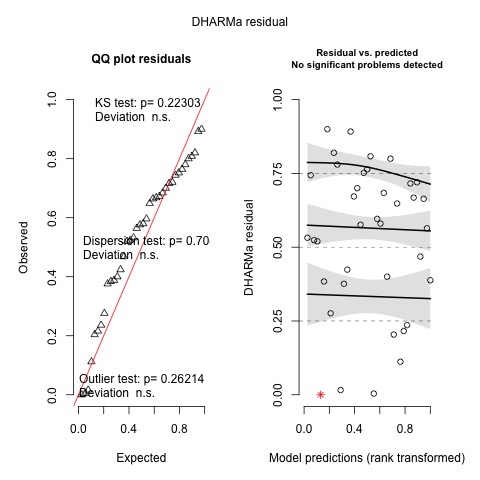 DHARMa residual
QQ plot residuals
KS test: p= 0.22303
Deviation n.s.
Dispersion test: p= 0.70
Deviation n.s.
Outlier test: p= 0.26214
Deviation n.s.
Observed
0.0
0.2
0.4
0.6
0.8
1.0
0.0
0.4
0.8
Expected
Residual vs. predicted
No significant problems detected
DHARMa residual
0.00
0.25
0.50
0.75
1.00
0.0
0.4
0.8
Model predictions (rank transformed)